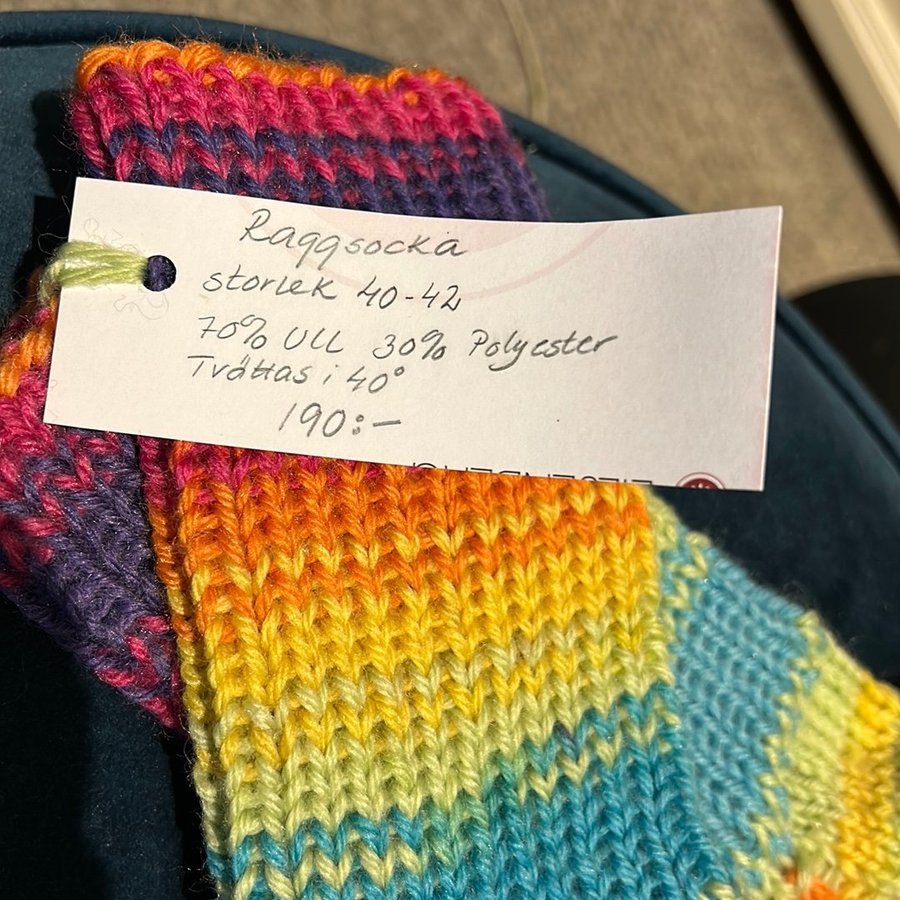 Raggsocka
storlek 40-42
70% ULL 30% Polyester
Tvättas i 40°
190:-